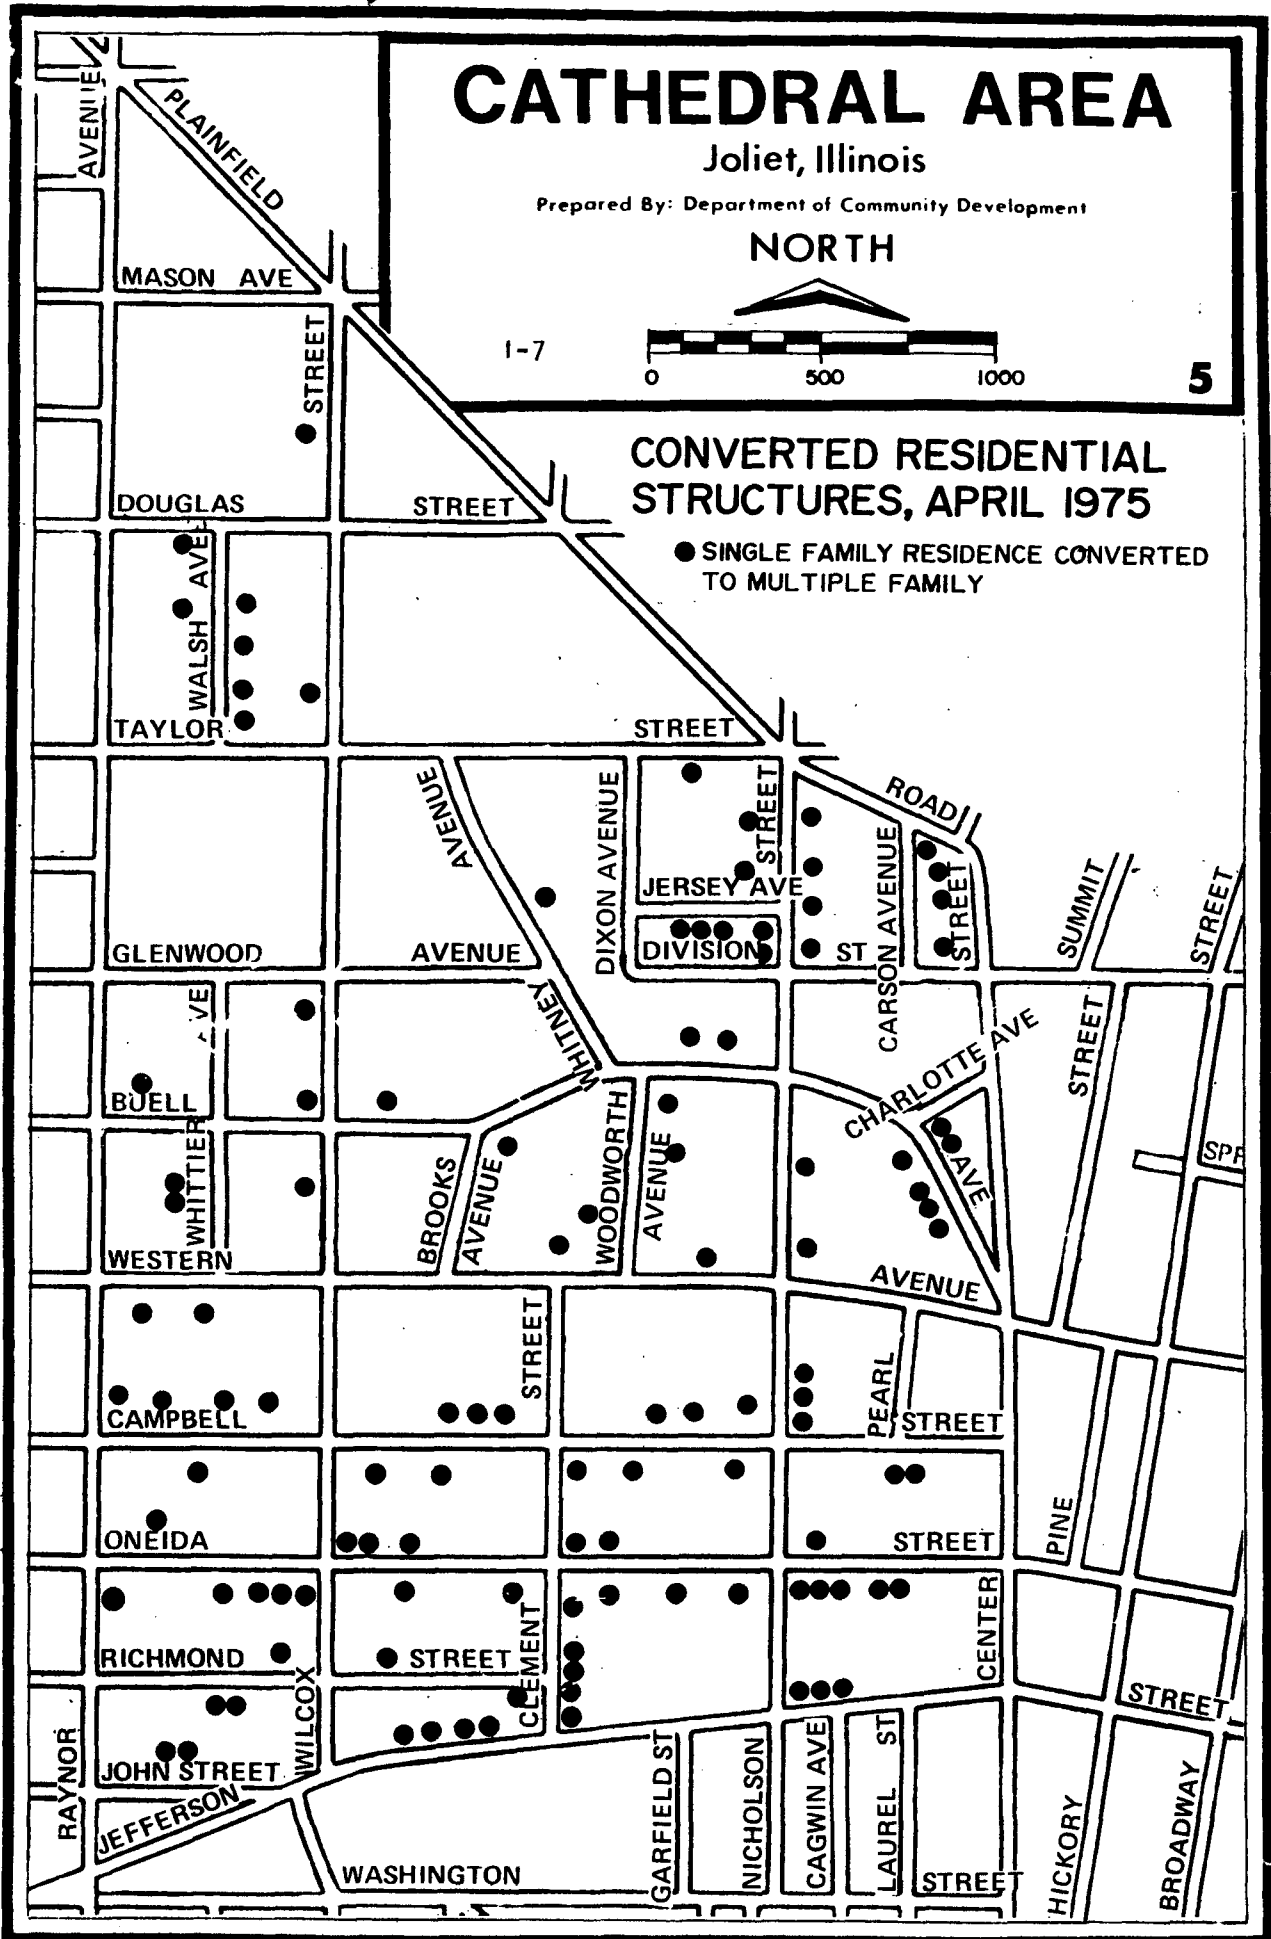 CATHEDRAL AREA
Joliet, Illinois
Prepared By: Department of Community Development
NORTH
1-7
0 500 1000
5
CONVERTED RESIDENTIAL
STRUCTURES, APRIL 1975
SINGLE FAMILY RESIDENCE CONVERTED
TO MULTIPLE FAMILY
AVENUE
PLAINFIELD
MASON AVE
STREET
DOUGLAS STREET
WALSH AVE
TAYLOR STREET
AVENUE
DIXON AVENUE
STREET
ROAD
JERSEY AVE
CARSON AVENUE
STREET
SUMMIT
STREET
GLENWOOD AVENUE
DIVISION ST
WHITNEY
AVE
CHARLOTTE AVE
STREET
BUELL
WHITTIER
BROOKS
AVENUE
WOODWORTH
AVENUE
AVE
SPR
WESTERN AVENUE
STREET
PEARL
CAMPBELL STREET
PINE
ONEIDA STREET
CENTER
RICHMOND STREET
CLEMENT
WILCOX
STREET
RAYNOR
JOHN STREET
JEFFERSON
GARFIELD ST
NICHOLSON
CAGWIN AVE
LAUREL ST
WASHINGTON STREET
HICKORY
BROADWAY